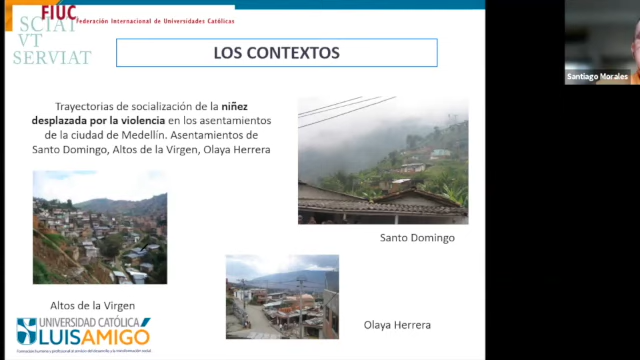 FIUC Federación Internacional de Universidades Católicas
SCIAT
VT
SERVIAT
LOS CONTEXTOS
Santiago Morales
Trayectorias de socialización de la niñez
desplazada por la violencia en los asentamientos
de la ciudad de Medellín. Asentamientos de
Santo Domingo, Altos de la Virgen, Olaya Herrera
Santo Domingo
Altos de la Virgen
Olaya Herrera
UNIVERSIDAD CATÓLICA
LUIS AMIGÓ